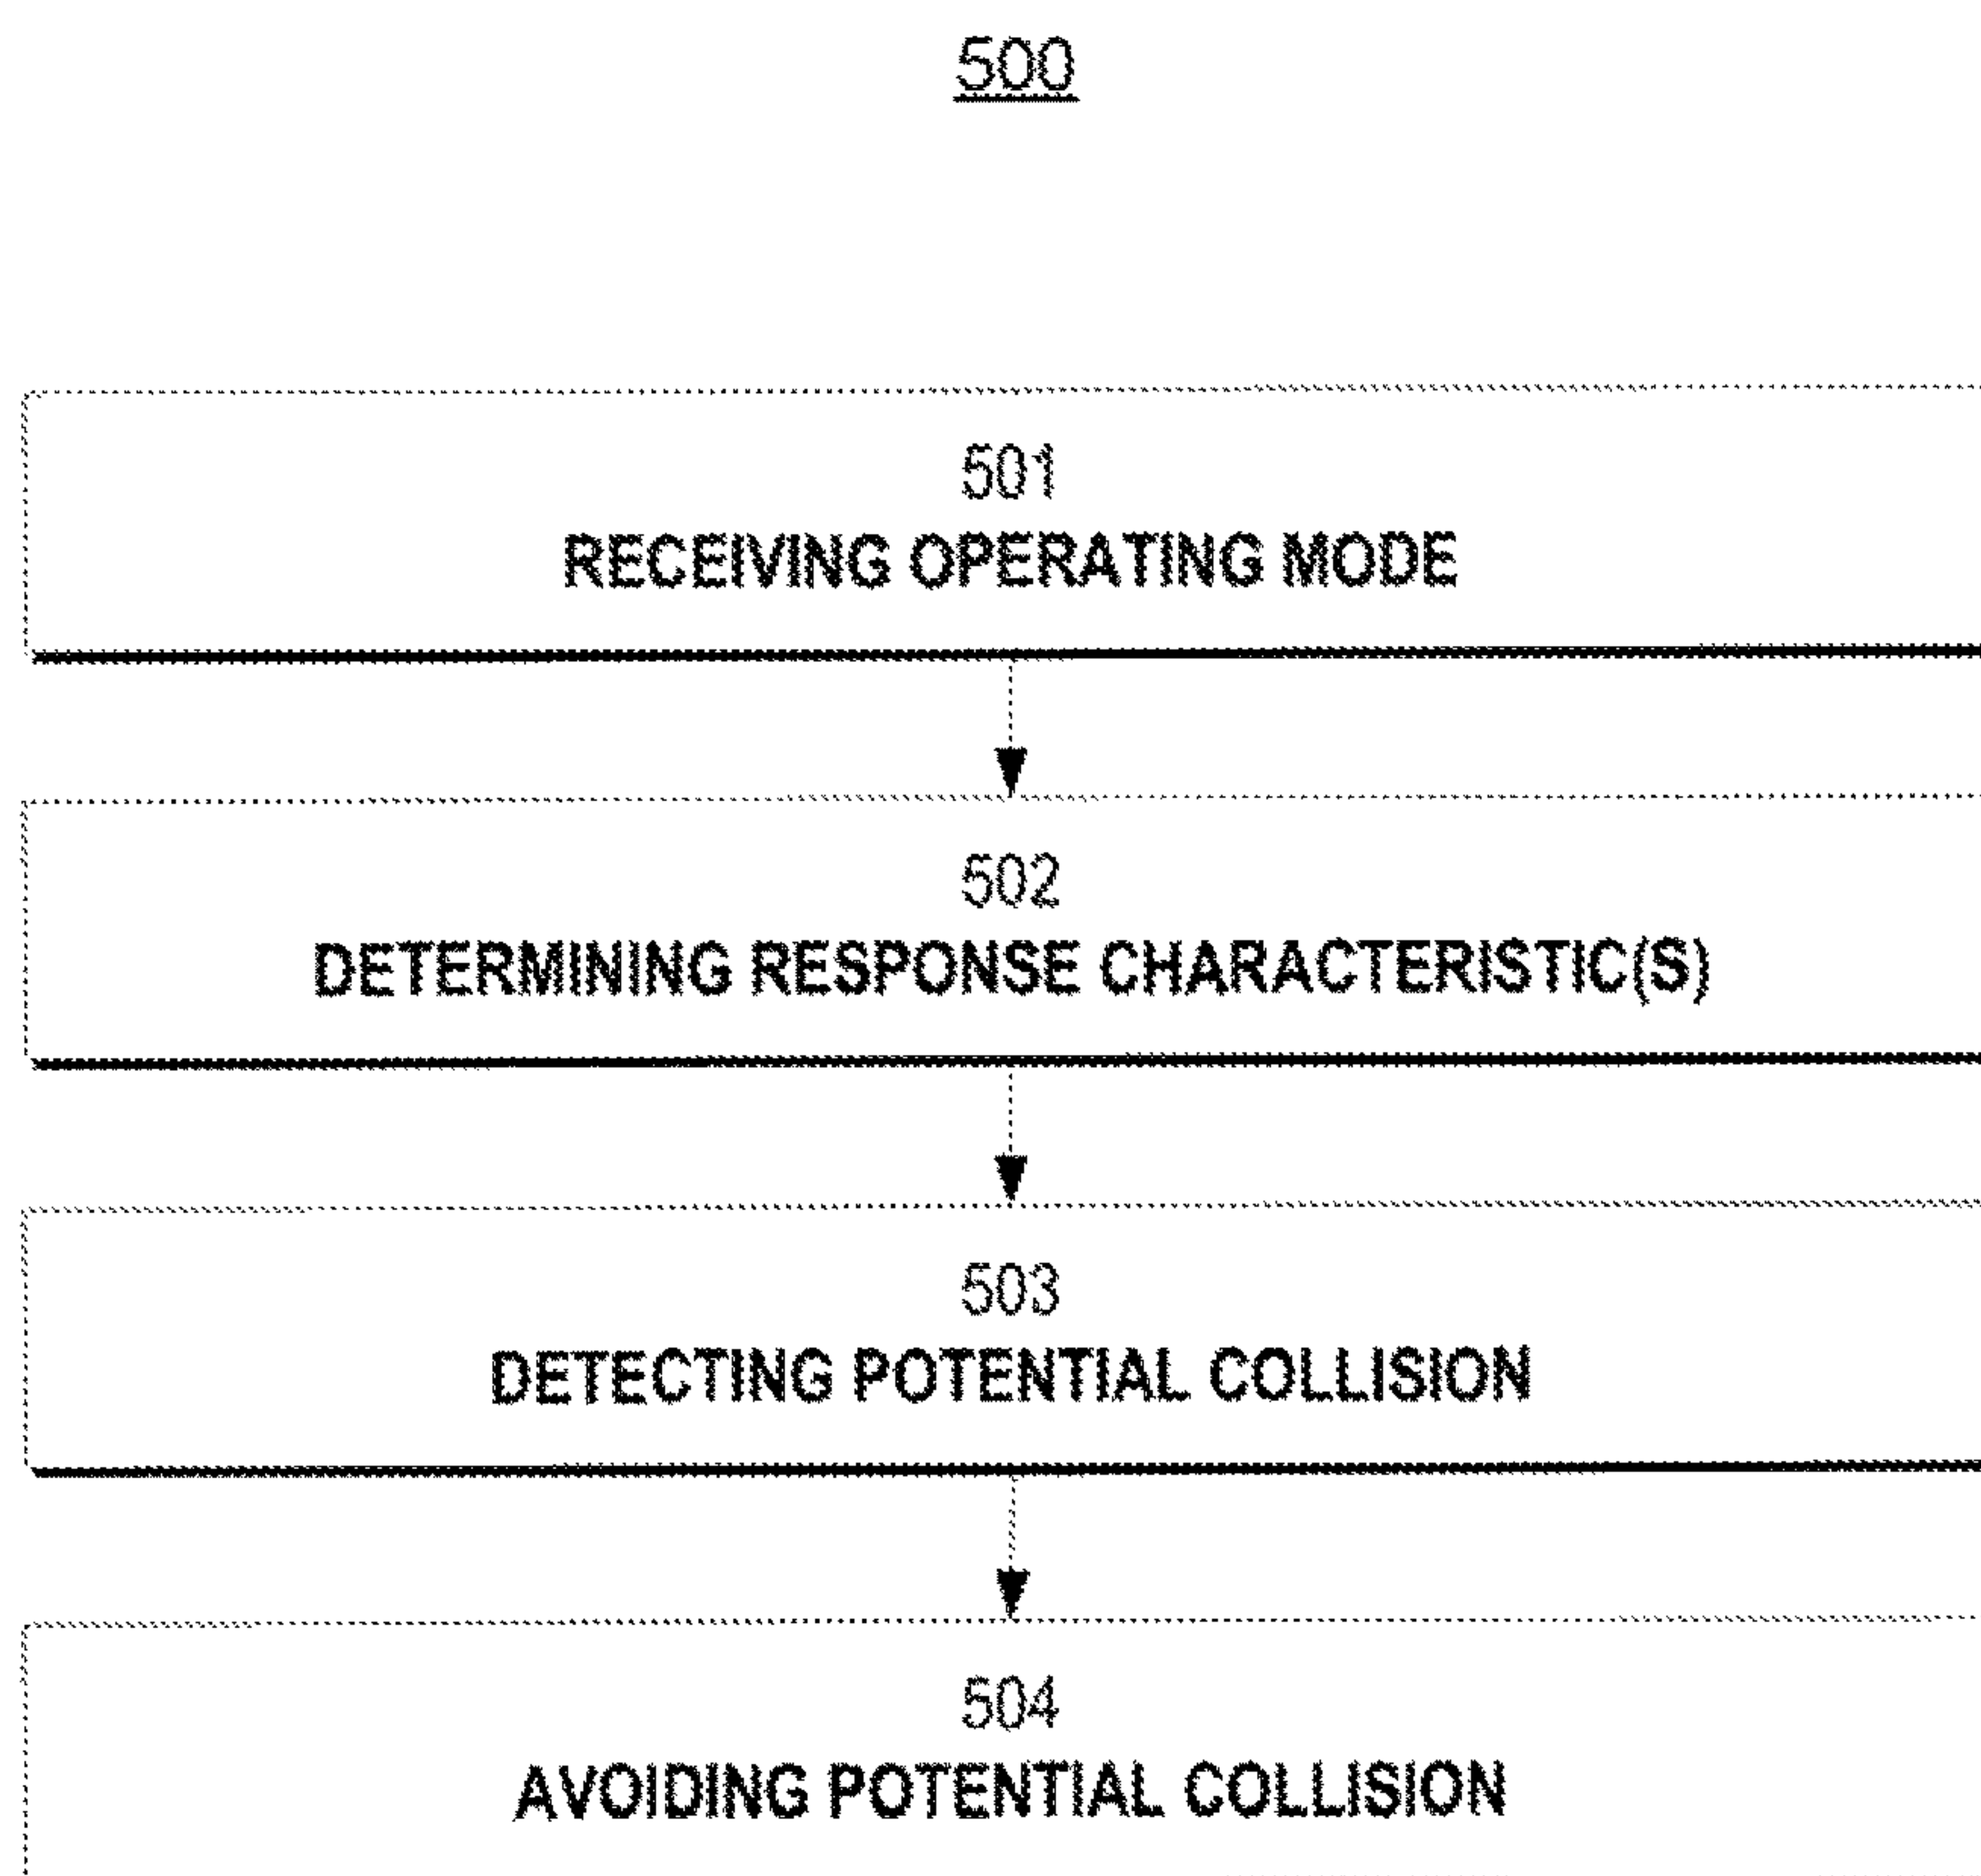 500
501
RECEIVING OPERATING MODE
502
DETERMINING RESPONSE CHARACTERISTIC(S)
503
DETECTING POTENTIAL COLLISION
504
AVOIDING POTENTIAL COLLISION